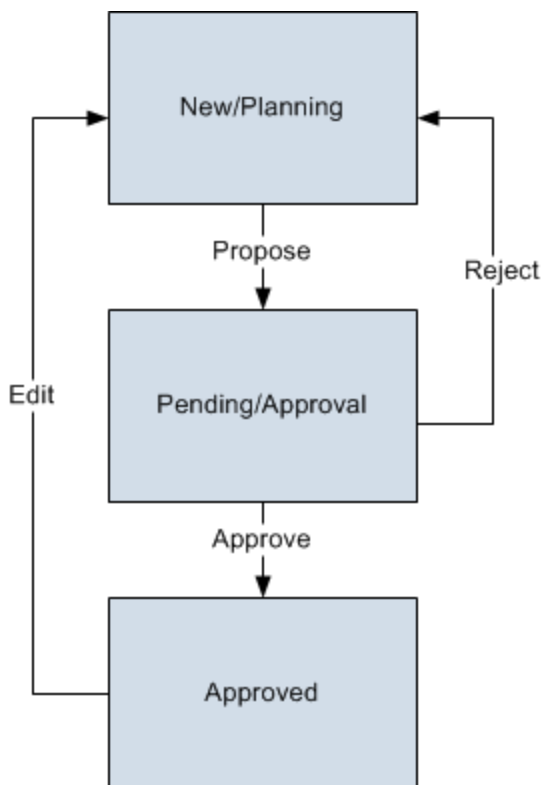 New/Planning
Propose
Reject
Edit
Pending/Approval
Approve
Approved